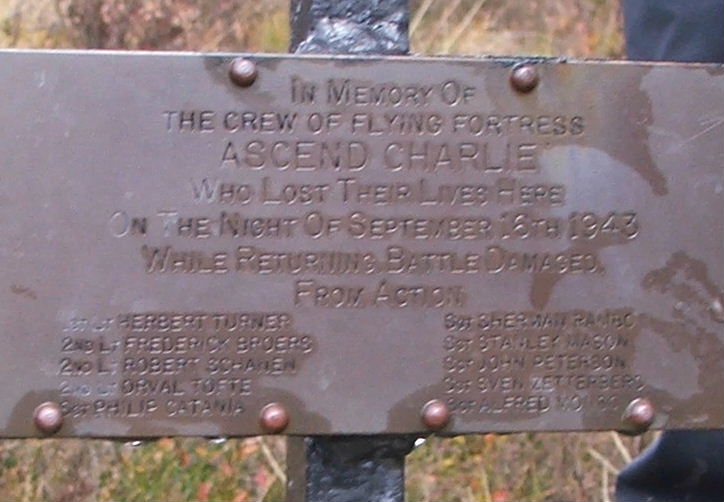 IN MEMORY OF
THE CREW OF FLYING FORTRESS
ASCEND CHARLIE
WHO LOST THEIR LIVES HERE
ON THE NIGHT OF SEPTEMBER 16TH 1943
WHILE RETURNING, BATTLE DAMAGED,
FROM ACTION
1ST LT HERBERT TURNER
2ND LT FREDERICK BROERS
2ND LT ROBERT SCHANEN
2ND LT ORVAL TOFTE
SGT PHILIP CATANIA
SGT SHERMAN
SGT STANLEY MASON
SGT JOHN PETERSON
SGT SVEN ZETTERBERG
SGT ALFRED